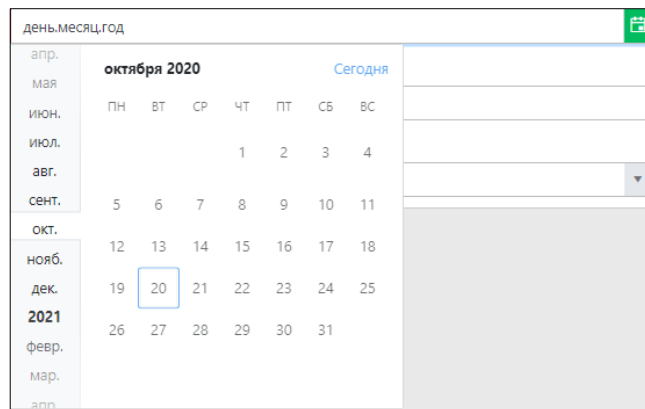 день.месяц.год
апр.
мая
июн.
июл.
авг.
сент.
окт.
нояб.
дек.
2021
февр.
мар.
апр.
октября 2020 Сегодня
ПН ВТ СР ЧТ ПТ СБ ВС
1 2 3 4
5 6 7 8 9 10 11
12 13 14 15 16 17 18
19 20 21 22 23 24 25
26 27 28 29 30 31